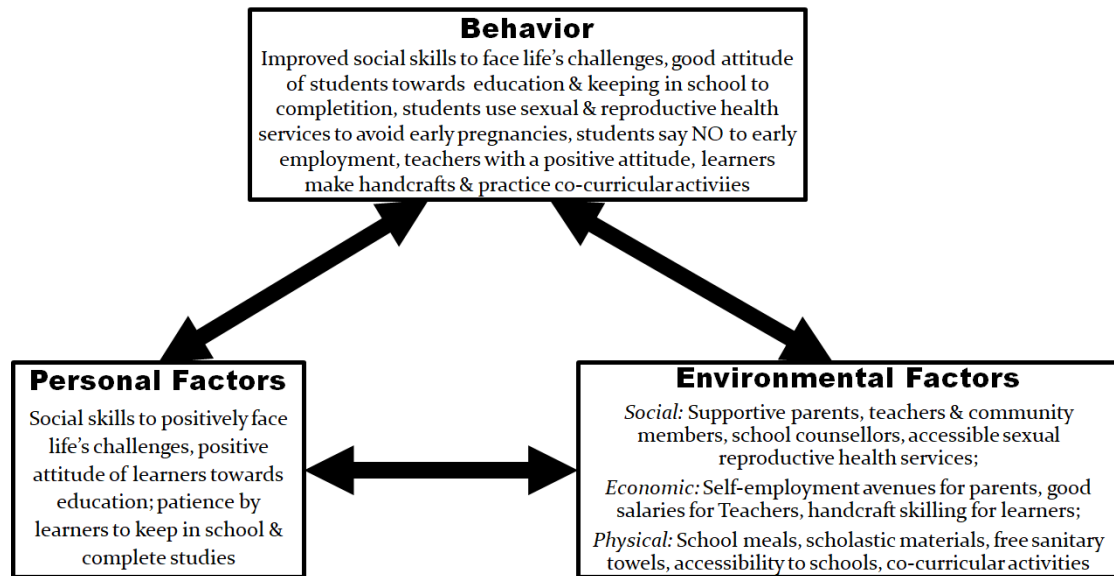 Behavior
Improved social skills to face life's challenges, good attitude
of students towards education & keeping in school to
completition, students use sexual & reproductive health
services to avoid early pregnancies, students say NO to early
employment, teachers with a positive attitude, learners
make handcrafts & practice co-curricular activiies
Personal Factors
Social skills to positively face
life's challenges, positive
attitude of learners towards
education; patience by
learners to keep in school &
complete studies
Environmental Factors
Social: Supportive parents, teachers & community
members, school counsellors, accessible sexual
reproductive health services;
Economic: Self-employment avenues for parents, good
salaries for Teachers, handcraft skilling for learners;
Physical: School meals, scholastic materials, free sanitary
towels, accessibility to schools, co-curricular activities